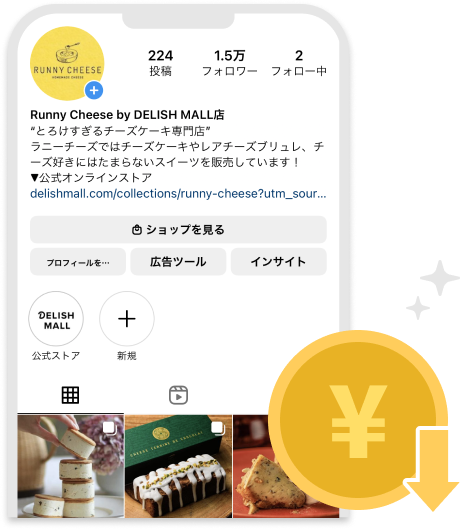 RUNNY CHEESE
HOMEMADE CHEESE
224
1.5万
2
投稿
フォロワー
フォロー中
Runny Cheese by DELISH MALL店
“とろけすぎるチーズケーキ専門店”
ラニーチーズではチーズケーキやレアチーズブリュレ、チ
ーズ好きにはたまらないスイーツを販売しています！
▼公式オンラインストア
delishmall.com/collections/runny-cheese?utm_sour...
ショップを見る
プロフィールを…
広告ツール
インサイト
DELISH
MALL
公式ストア
新規
CHEESE TERRINE DE CHOCOLAT
¥